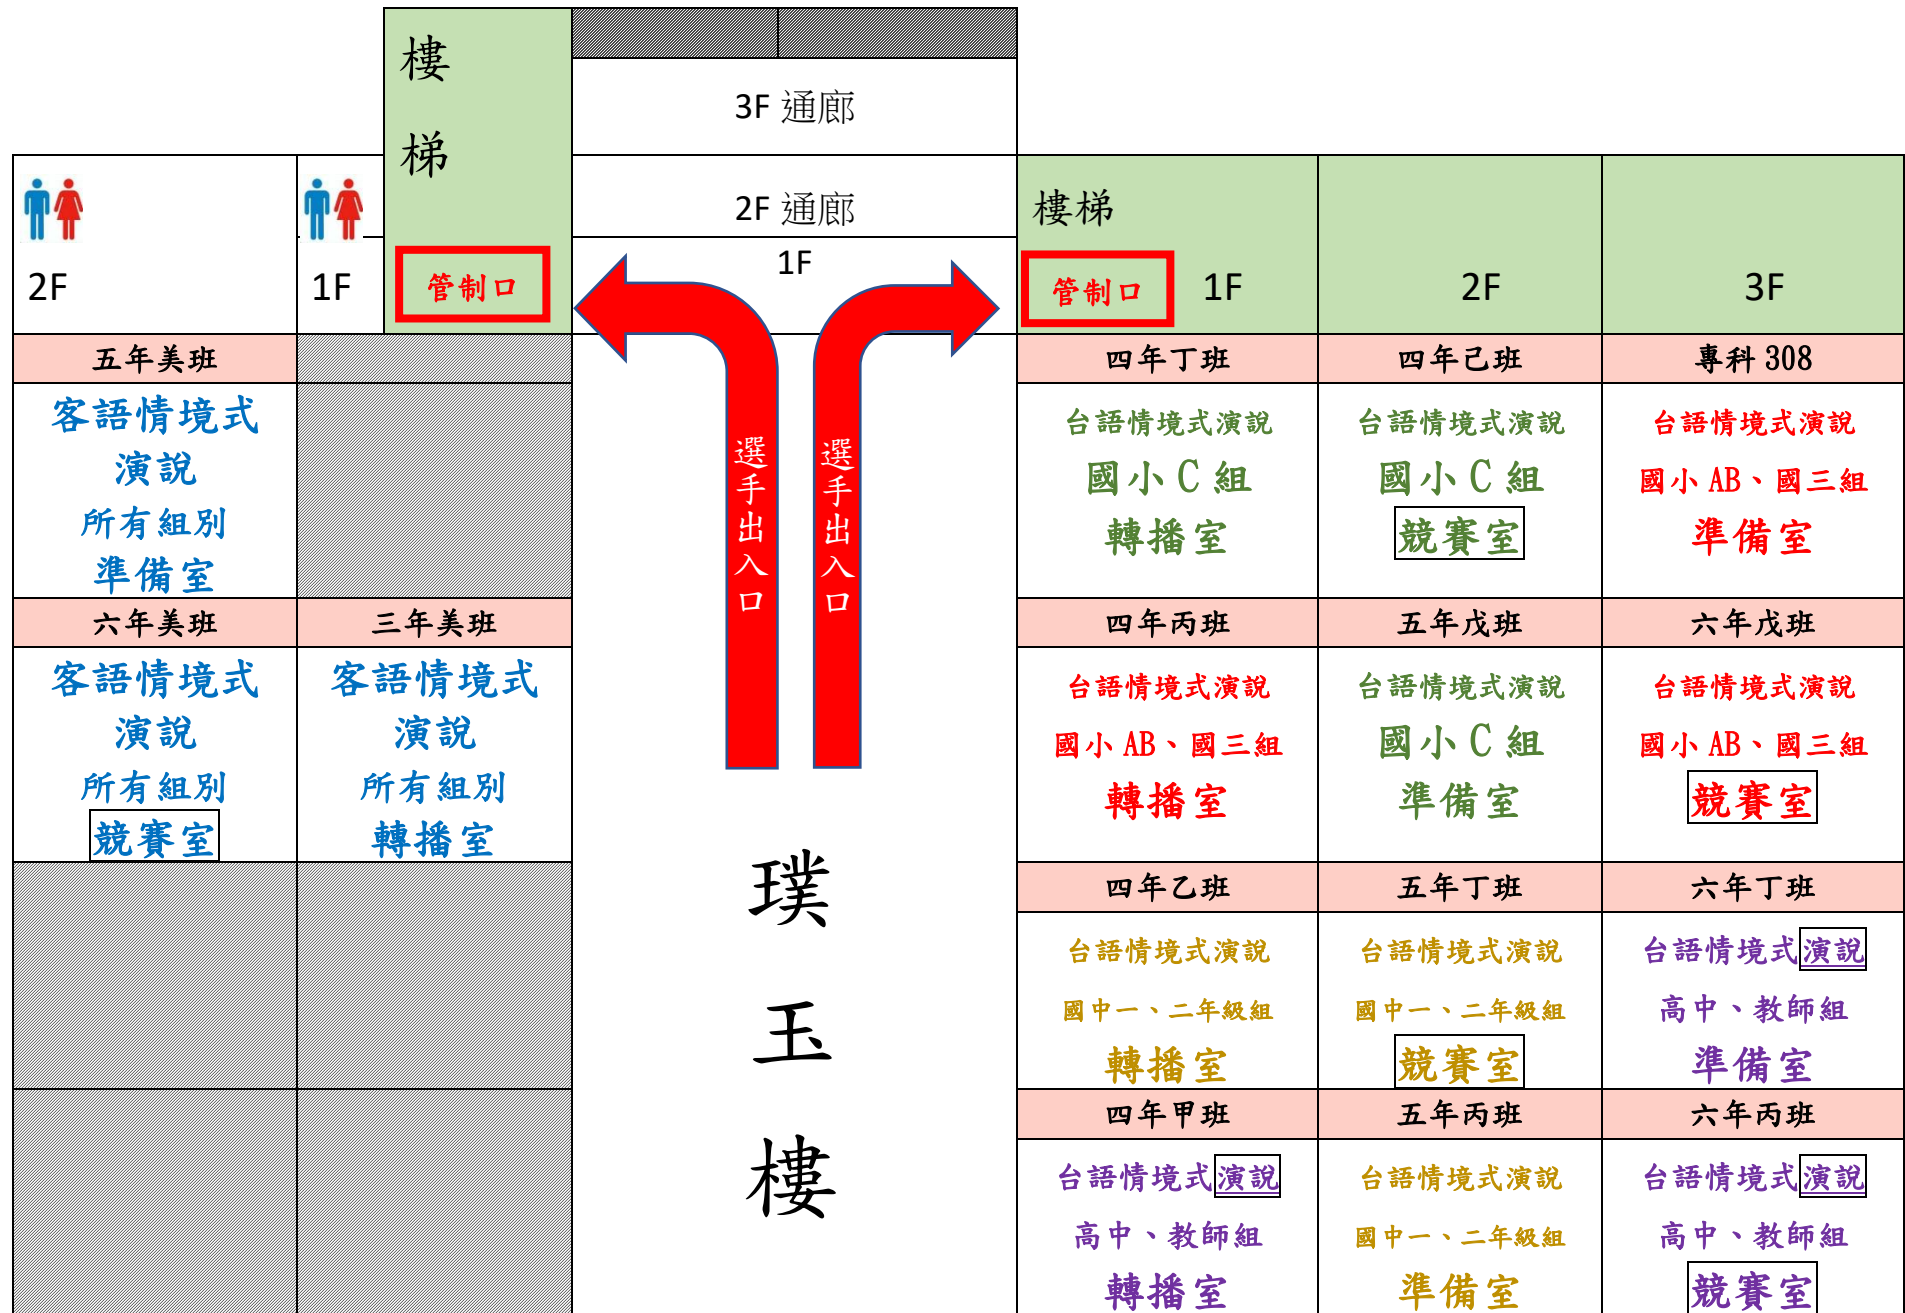 樓
梯
3F 通廊
2F 通廊
1F
2F
1F
管制口
樓梯
管制口
1F
2F
3F
選手出入口
選手出入口
璞
玉
樓
五年美班
客語情境式
演說
所有組別
準備室
六年美班
客語情境式
演說
所有組別
競賽室
三年美班
客語情境式
演說
所有組別
轉播室
四年丁班
台語情境式演說
國小 C 組
轉播室
四年己班
台語情境式演說
國小 C 組
競賽室
專科 308
台語情境式演說
國小 AB、國三組
準備室
四年丙班
台語情境式演說
國小 AB、國三組
轉播室
五年戊班
台語情境式演說
國小 C 組
準備室
六年戊班
台語情境式演說
國小 AB、國三組
競賽室
四年乙班
台語情境式演說
國中一、二年級組
轉播室
五年丁班
台語情境式演說
國中一、二年級組
競賽室
六年丁班
台語情境式演說
高中、教師組
準備室
四年甲班
台語情境式演說
高中、教師組
轉播室
五年丙班
台語情境式演說
國中一、二年級組
準備室
六年丙班
台語情境式演說
高中、教師組
競賽室